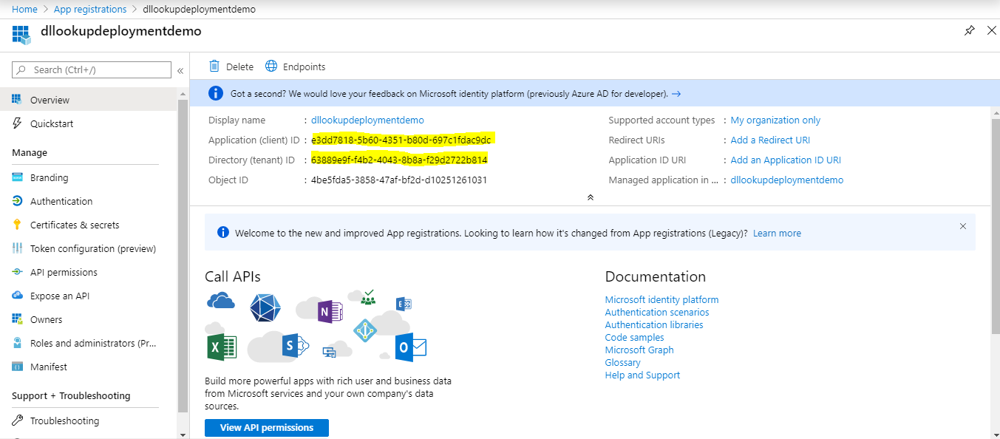 Home > App registrations > dllookupdeploymentdemo
dllookupdeploymentdemo
Search (Ctrl+/)
«
Overview
Quickstart
Manage
Branding
Authentication
Certificates & secrets
Token configuration (preview)
API permissions
Expose an API
Owners
Roles and administrators (Pr...
Manifest
Support + Troubleshooting
Troubleshooting
Delete Endpoints
Got a second? We would love your feedback on Microsoft identity platform (previously Azure AD for developer). →
Display name : dllookupdeploymentdemo
Application (client) ID : e3dd7818-5b60-4351-b80d-697c1fdac9dc
Directory (tenant) ID : 63889e9f-f4b2-4043-8b8a-f29d2722b814
Object ID : 4be5fda5-3858-47af-bf2d-d10251261031
Supported account types : My organization only
Redirect URIs : Add a Redirect URI
Application ID URI : Add an Application ID URI
Managed application in ... : dllookupdeploymentdemo
Welcome to the new and improved App registrations. Looking to learn how it's changed from App registrations (Legacy)? Learn more
Call APIs
N
E
X
S
O
Build more powerful apps with rich user and business data
from Microsoft services and your own company's data
sources.
View API permissions
Documentation
Microsoft identity platform
Authentication scenarios
Authentication libraries
Code samples
Microsoft Graph
Glossary
Help and Support